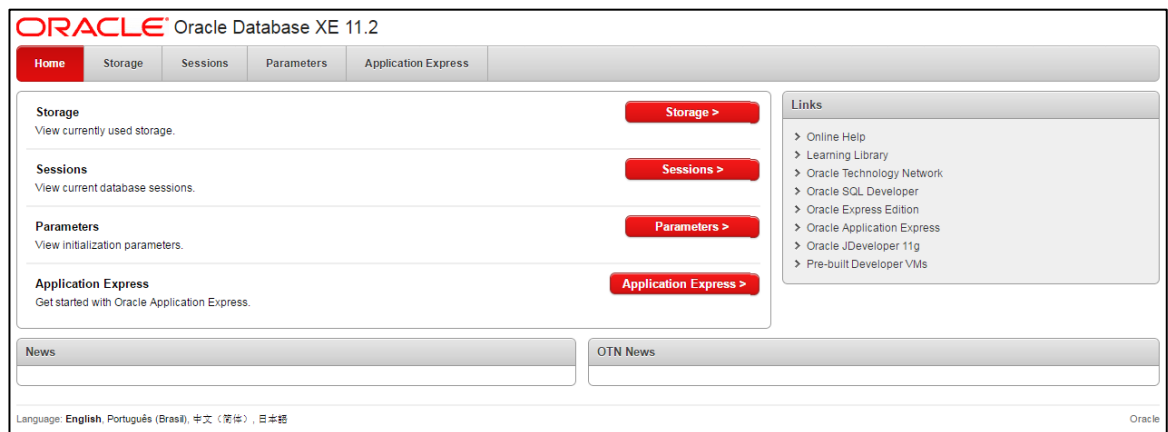 ORACLE Oracle Database XE 11.2
Home Storage Sessions Parameters Application Express
Storage
View currently used storage.
Storage >
Sessions
View current database sessions.
Sessions >
Parameters
View initialization parameters.
Parameters >
Application Express
Get started with Oracle Application Express.
Application Express >
Links
> Online Help
> Learning Library
> Oracle Technology Network
> Oracle SQL Developer
> Oracle Express Edition
> Oracle Application Express
> Oracle JDeveloper 11g
> Pre-built Developer VMs
News
OTN News
Language: English, Português (Brasil), 中文（简体）, 日本語
Oracle